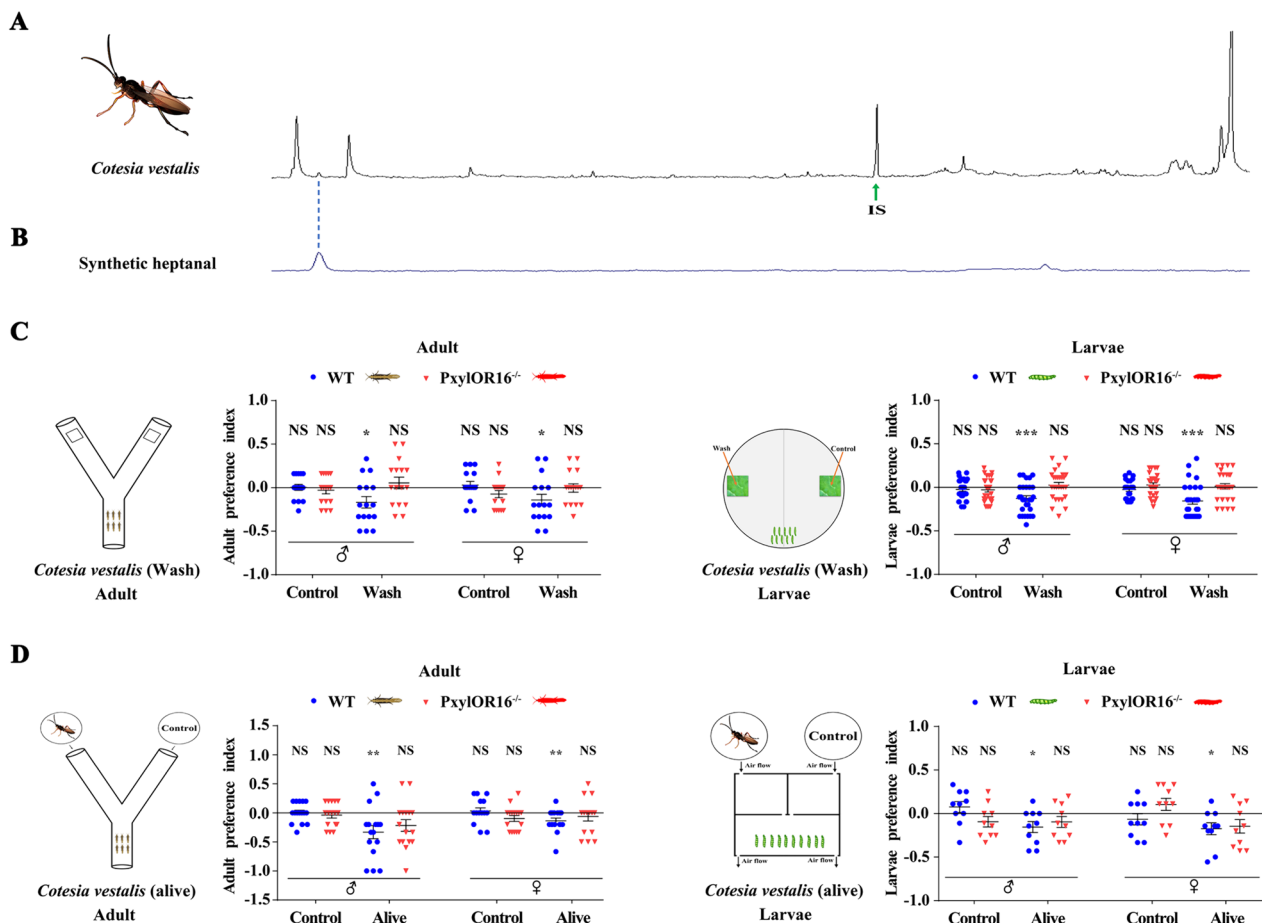 A
Cotesia vestalis
IS
B
Synthetic heptanal
C
Adult
WT PxylOR16-/-
Adult preference index
1.0
0.5
0.0
-0.5
-1.0
NS NS * NS NS NS * NS
♂ ♀
Control Wash Control Wash
Cotesia vestalis (Wash)
Adult
Larvae
WT PxylOR16-/-
Wash
Control
Larvae preference index
1.0
0.5
0.0
-0.5
-1.0
NS NS *** NS NS NS *** NS
♂ ♀
Control Wash Control Wash
Cotesia vestalis (Wash)
Larvae
D
Adult
WT PxylOR16-/-
Control
Adult preference index
1.5
1.0
0.5
0.0
-0.5
-1.0
-1.5
NS NS ** NS NS NS ** NS
♂ ♀
Control Alive Control Alive
Cotesia vestalis (alive)
Adult
Larvae
WT PxylOR16-/-
Control
Air flow Air flow
Air flow Air flow
Larvae preference index
1.0
0.5
0.0
-0.5
-1.0
NS NS * NS NS NS * NS
♂ ♀
Control Alive Control Alive
Cotesia vestalis (alive)
Larvae